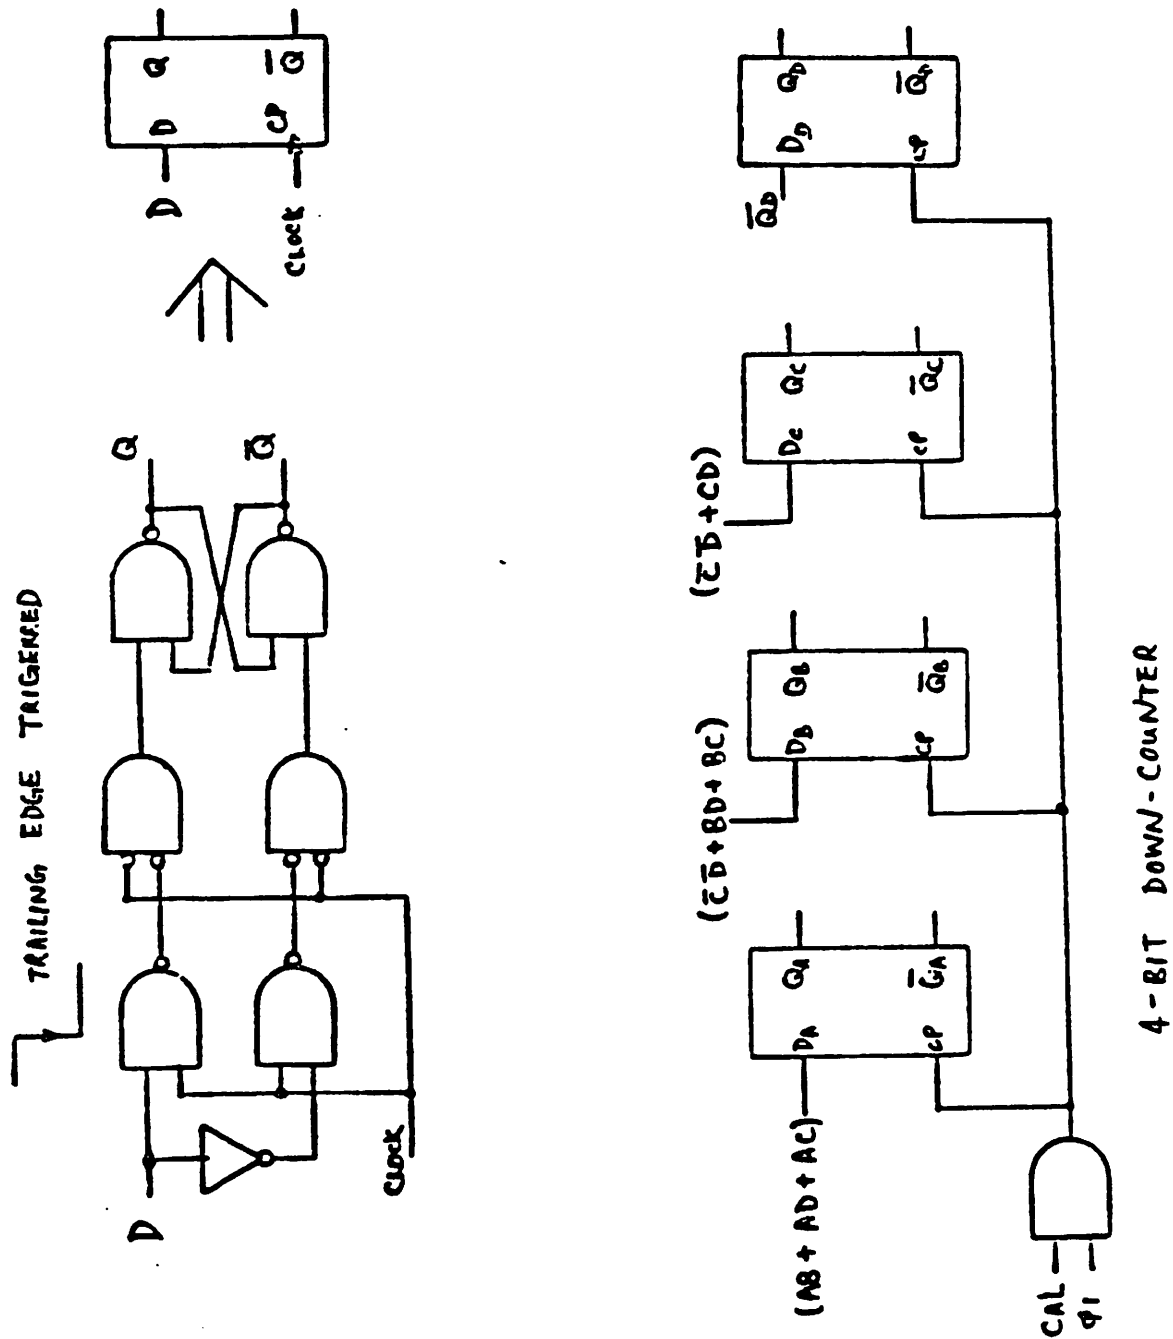 TRAILING EDGE TRIGERRED
D
CLOCK
Q
Q̅
D
CLOCK
D
Q
CP
Q̅
(AB + AD + AC)
(C̅D̅ + BD + BC)
(C̅D̅ + CD)
Q̅D
DA
QA
CP
Q̅A
DB
QB
CP
Q̅B
DC
QC
CP
Q̅C
DD
QD
CP
Q̅D
CAL
φ1
4-BIT DOWN-COUNTER